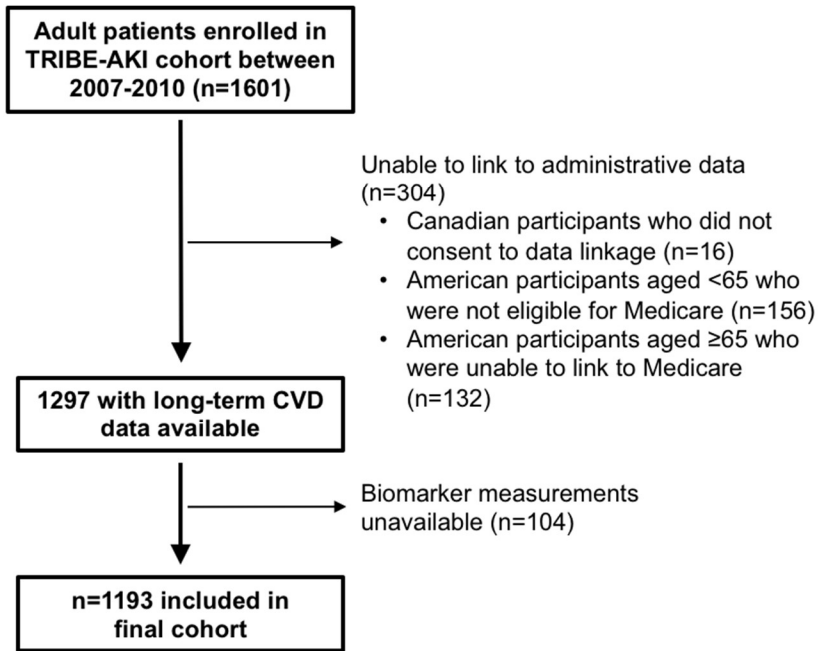 Adult patients enrolled in
TRIBE-AKI cohort between
2007-2010 (n=1601)
Unable to link to administrative data
(n=304)
• Canadian participants who did not
consent to data linkage (n=16)
• American participants aged <65 who
were not eligible for Medicare (n=156)
• American participants aged ≥65 who
were unable to link to Medicare
(n=132)
1297 with long-term CVD
data available
Biomarker measurements
unavailable (n=104)
n=1193 included in
final cohort